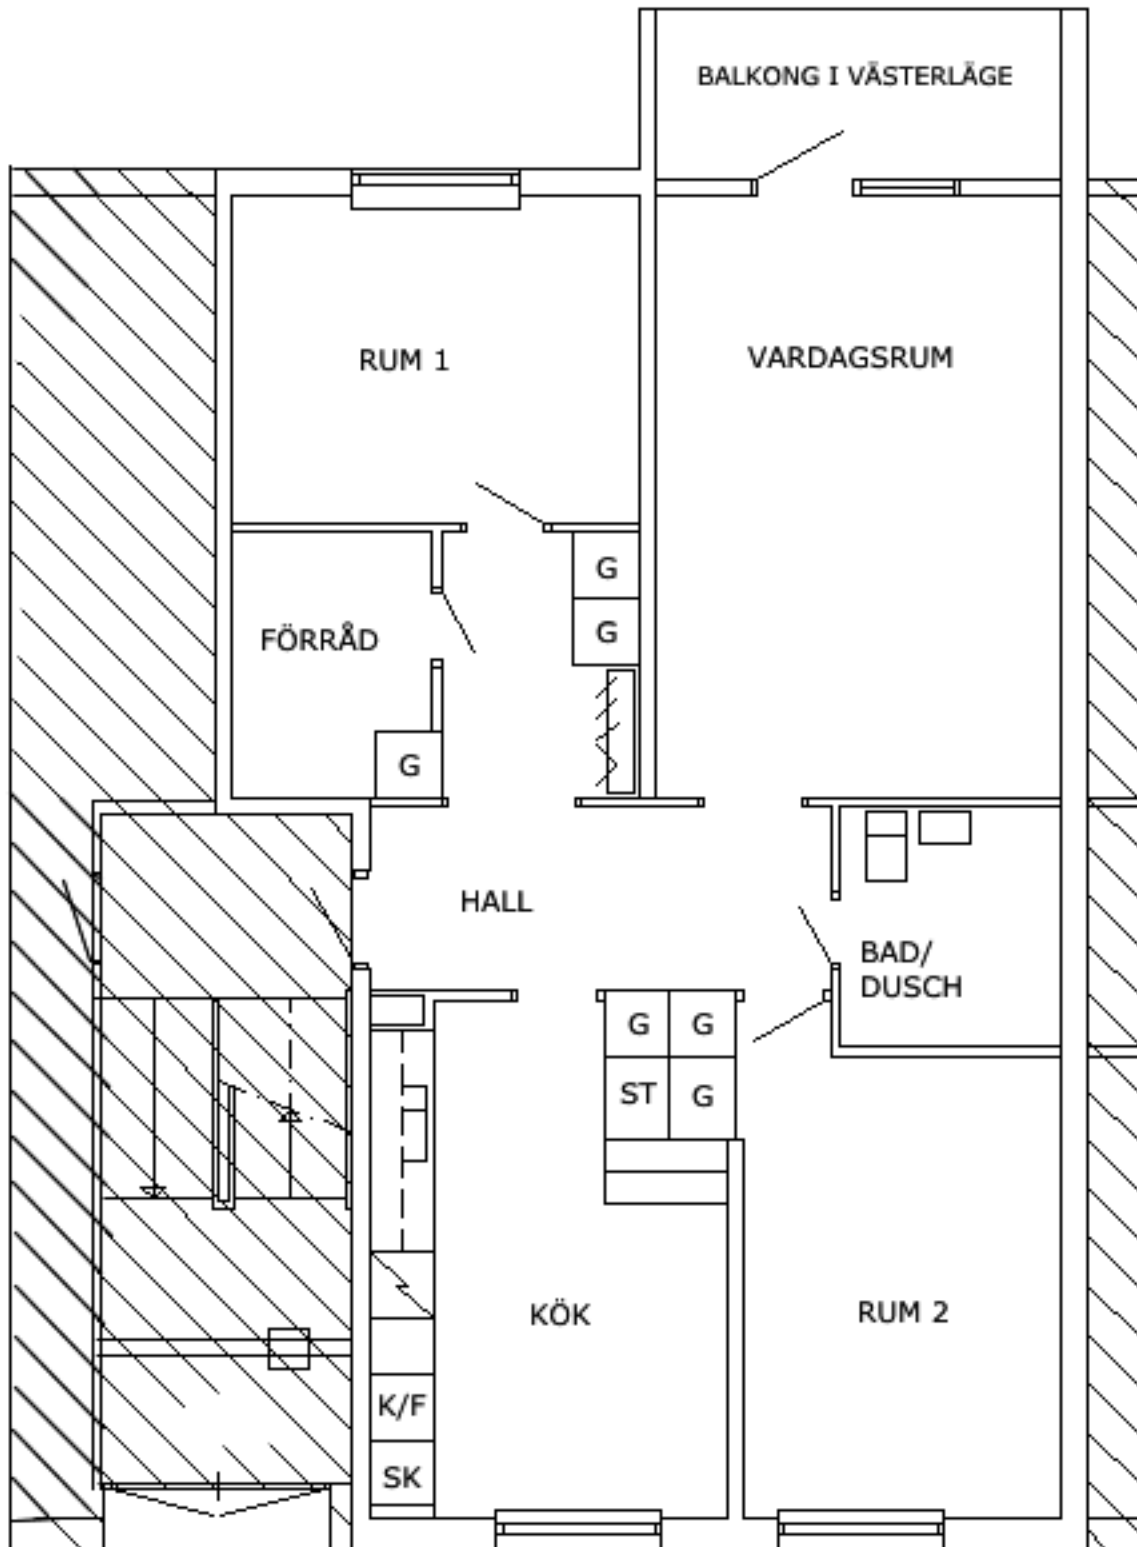 BALKONG I VÄSTERLÄGE
RUM 1
VARDAGSRUM
G
G
FÖRRÅD
G
HALL
BAD/
DUSCH
G G
ST G
KÖK
RUM 2
K/F
SK